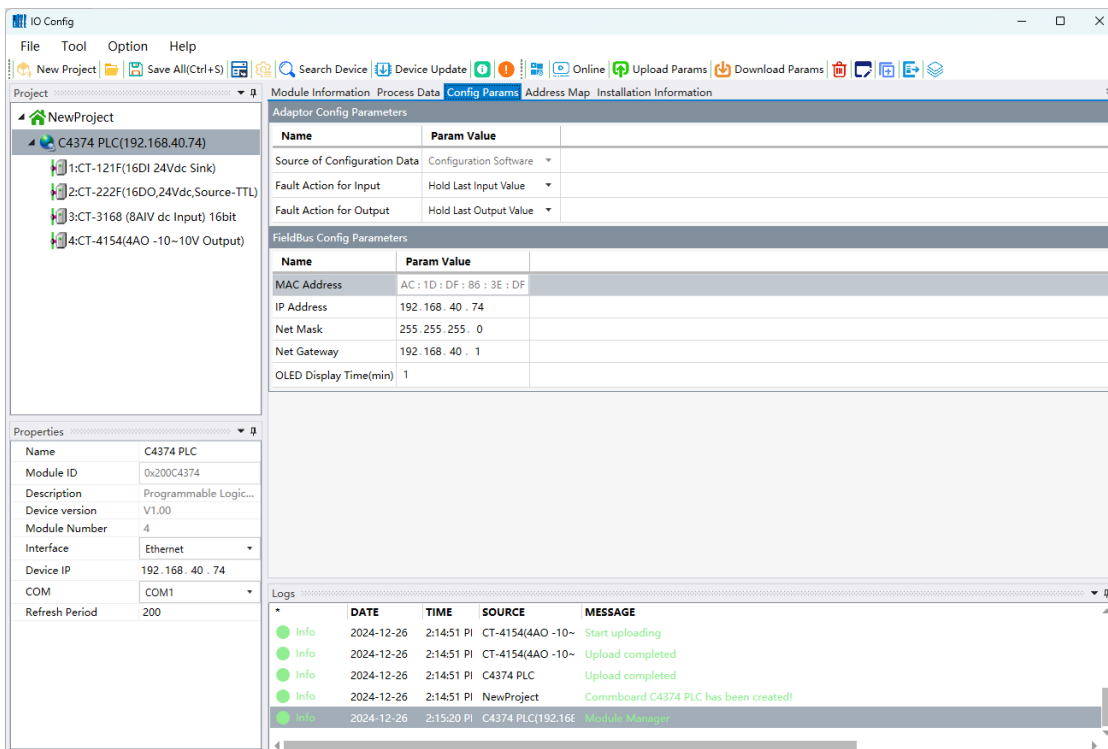 IO Config
File Tool Option Help
New Project Save All(Ctrl+S) Search Device Device Update Online Upload Params Download Params
Project
NewProject
C4374 PLC(192.168.40.74)
1:CT-121F(16DI 24Vdc Sink)
2:CT-222F(16DO,24Vdc,Source-TTL)
3:CT-3168 (8AIV dc Input) 16bit
4:CT-4154(4AO -10~10V Output)
Module Information Process Data Config Params Address Map Installation Information
Adaptor Config Parameters
Name Param Value
Source of Configuration Data Configuration Software
Fault Action for Input Hold Last Input Value
Fault Action for Output Hold Last Output Value
FieldBus Config Parameters
Name Param Value
MAC Address AC : 1D : DF : 86 : 3E : DF
IP Address 192 . 168 . 40 . 74
Net Mask 255 . 255 . 255 . 0
Net Gateway 192 . 168 . 40 . 1
OLED Display Time(min) 1
Properties
Name C4374 PLC
Module ID 0x200C4374
Description Programmable Logic...
Device version V1.00
Module Number 4
Interface Ethernet
Device IP 192 . 168 . 40 . 74
COM COM1
Refresh Period 200
Logs
* DATE TIME SOURCE MESSAGE
Info 2024-12-26 2:14:51 PI CT-4154(4AO -10~ Start uploading
Info 2024-12-26 2:14:51 PI CT-4154(4AO -10~ Upload completed
Info 2024-12-26 2:14:51 PI C4374 PLC Upload completed
Info 2024-12-26 2:14:51 PI NewProject Commboard C4374 PLC has been created!
Info 2024-12-26 2:15:20 PI C4374 PLC(192.168 Module Manager